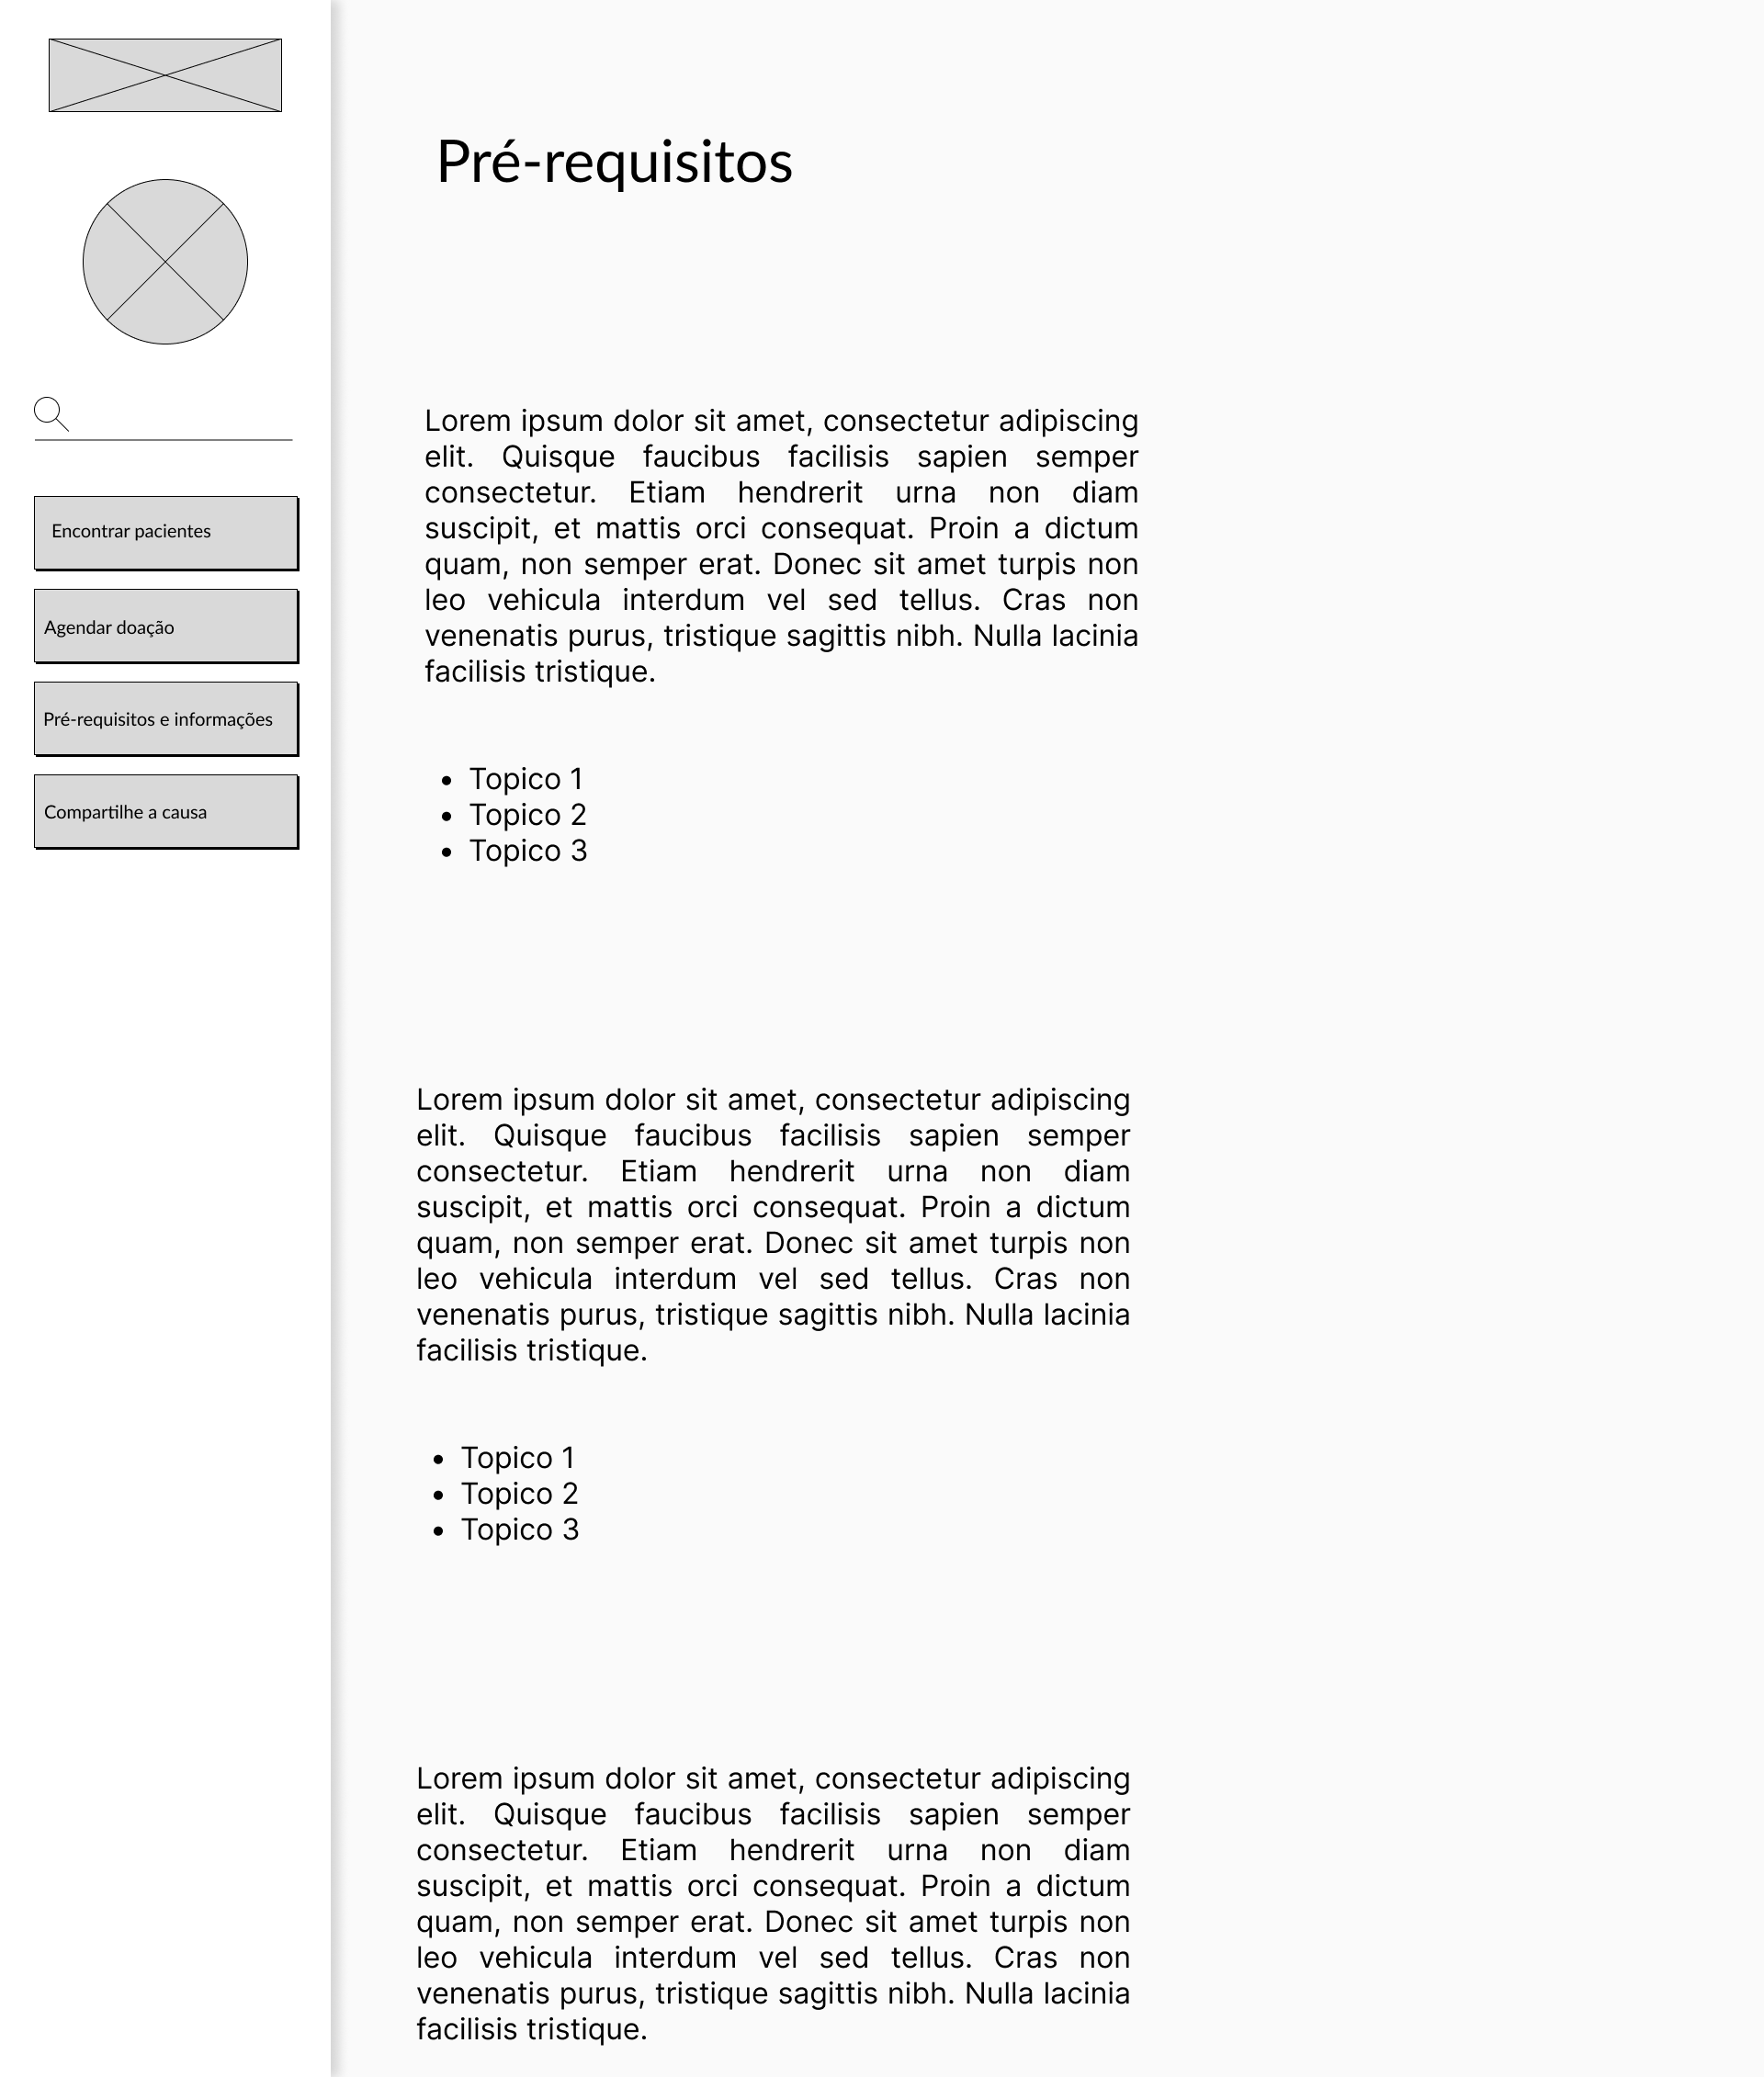 Pré-requisitos
Encontrar pacientes
Agendar doação
Pré-requisitos e informações
Compartilhe a causa
Lorem ipsum dolor sit amet, consectetur adipiscing
elit. Quisque faucibus facilisis sapien semper
consectetur. Etiam hendrerit urna non diam
suscipit, et mattis orci consequat. Proin a dictum
quam, non semper erat. Donec sit amet turpis non
leo vehicula interdum vel sed tellus. Cras non
venenatis purus, tristique sagittis nibh. Nulla lacinia
facilisis tristique.
• Topico 1
• Topico 2
• Topico 3
Lorem ipsum dolor sit amet, consectetur adipiscing
elit. Quisque faucibus facilisis sapien semper
consectetur. Etiam hendrerit urna non diam
suscipit, et mattis orci consequat. Proin a dictum
quam, non semper erat. Donec sit amet turpis non
leo vehicula interdum vel sed tellus. Cras non
venenatis purus, tristique sagittis nibh. Nulla lacinia
facilisis tristique.
• Topico 1
• Topico 2
• Topico 3
Lorem ipsum dolor sit amet, consectetur adipiscing
elit. Quisque faucibus facilisis sapien semper
consectetur. Etiam hendrerit urna non diam
suscipit, et mattis orci consequat. Proin a dictum
quam, non semper erat. Donec sit amet turpis non
leo vehicula interdum vel sed tellus. Cras non
venenatis purus, tristique sagittis nibh. Nulla lacinia
facilisis tristique.